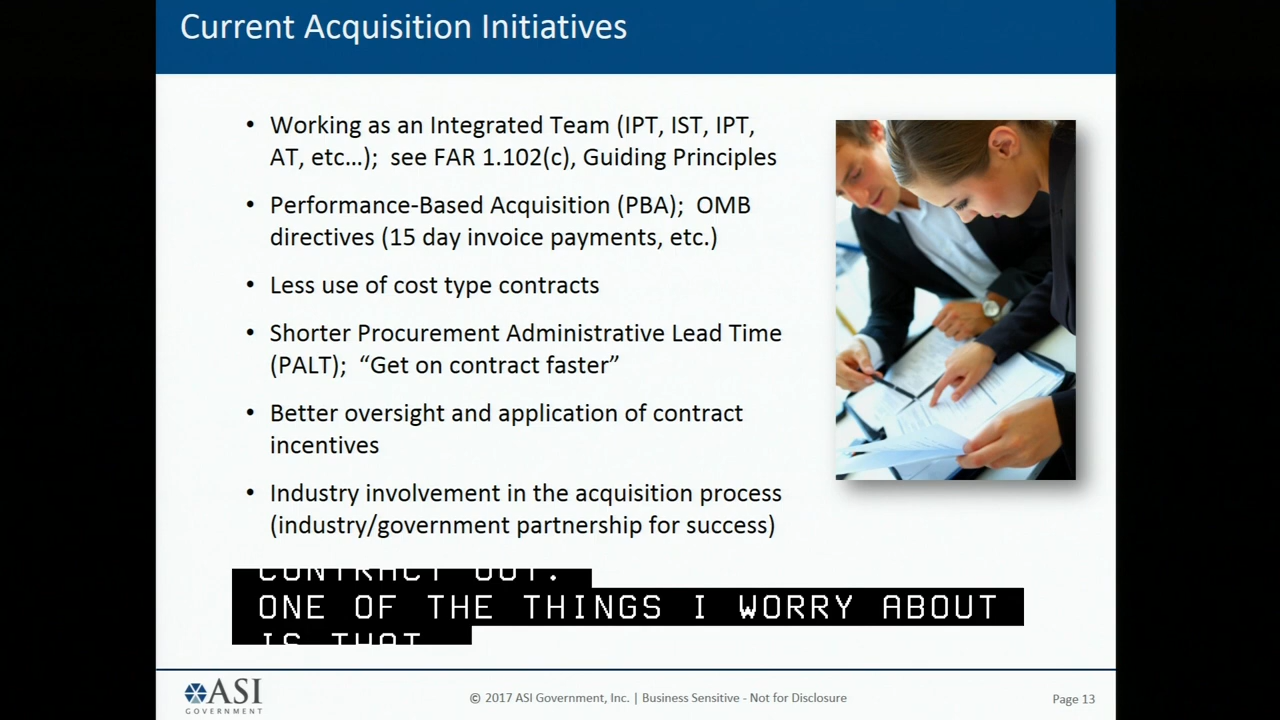 Current Acquisition Initiatives
• Working as an Integrated Team (IPT, IST, IPT,
AT, etc…); see FAR 1.102(c), Guiding Principles
• Performance-Based Acquisition (PBA); OMB
directives (15 day invoice payments, etc.)
• Less use of cost type contracts
• Shorter Procurement Administrative Lead Time
(PALT); “Get on contract faster”
• Better oversight and application of contract
incentives
• Industry involvement in the acquisition process
(industry/government partnership for success)
CONTRACT OUT.
ONE OF THE THINGS I WORRY ABOUT
IS THAT
ASI
GOVERNMENT
© 2017 ASI Government, Inc. | Business Sensitive - Not for Disclosure
Page 13